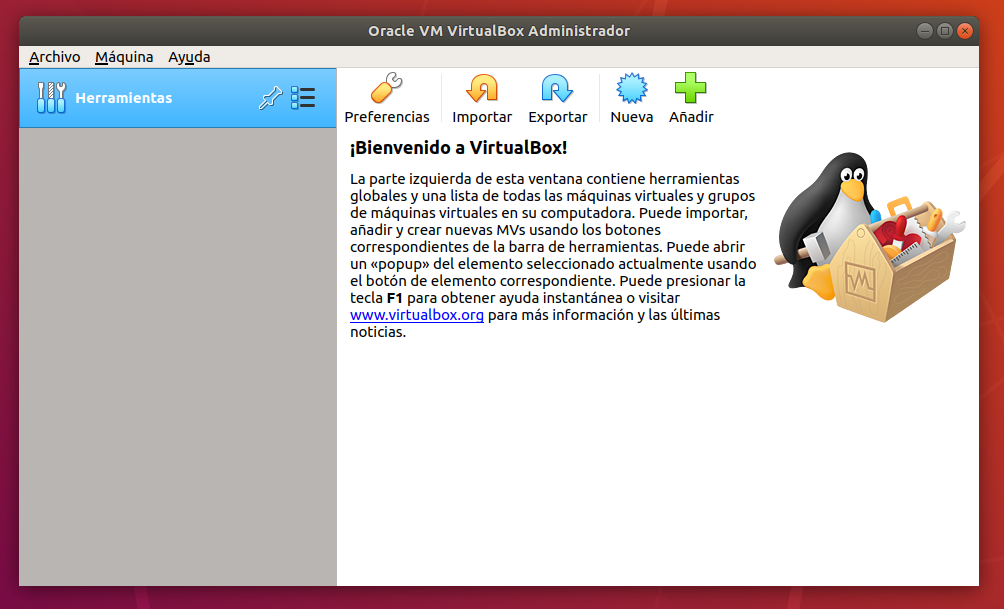 Oracle VM VirtualBox Administrador
Archivo Máquina Ayuda
Herramientas
Preferencias Importar Exportar Nueva Añadir
¡Bienvenido a VirtualBox!
La parte izquierda de esta ventana contiene herramientas
globales y una lista de todas las máquinas virtuales y grupos
de máquinas virtuales en su computadora. Puede importar,
añadir y crear nuevas MVs usando los botones
correspondientes de la barra de herramientas. Puede abrir
un «popup» del elemento seleccionado actualmente usando
el botón de elemento correspondiente. Puede presionar la
tecla F1 para obtener ayuda instantánea o visitar
www.virtualbox.org para más información y las últimas
noticias.